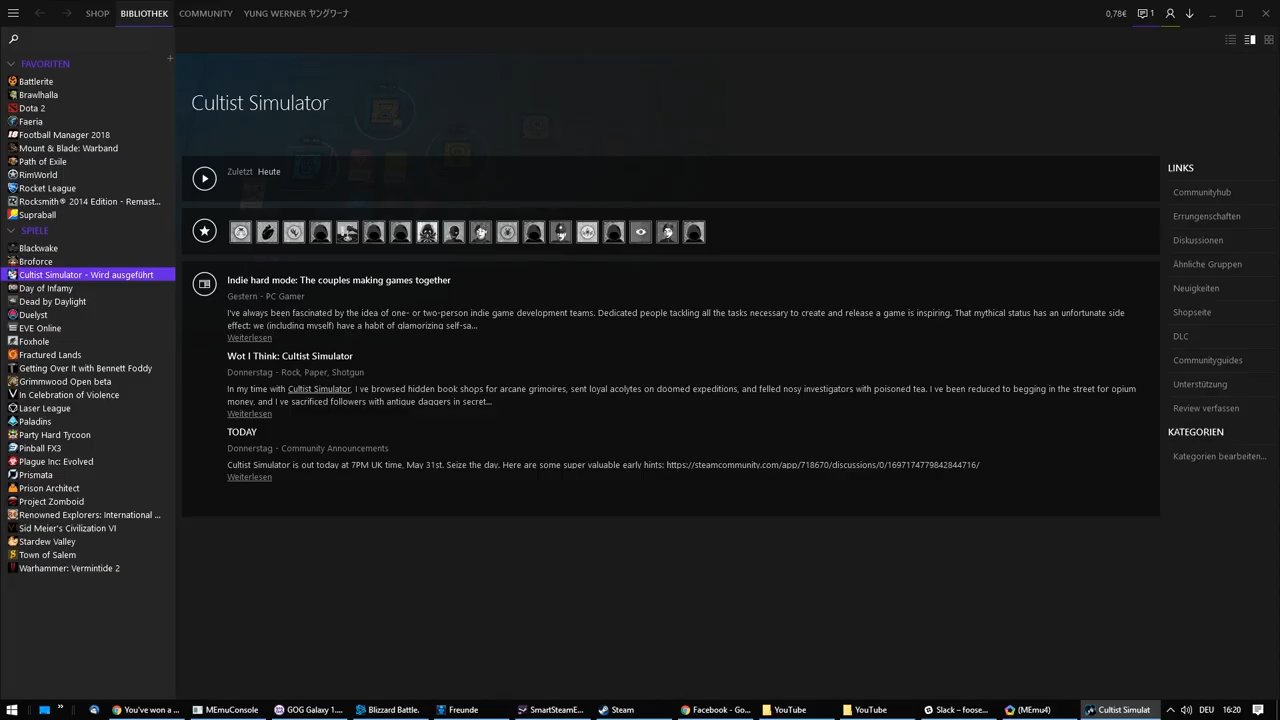 SHOP BIBLIOTHEK COMMUNITY YUNG WERNER ヤングワーナ 0,78€ 1
FAVORITEN
Battlerite
Brawlhalla
Dota 2
Faeria
Football Manager 2018
Mount & Blade: Warband
Path of Exile
RimWorld
Rocket League
Rocksmith® 2014 Edition - Remast...
Supraball
SPIELE
Blackwake
Broforce
Cultist Simulator - Wird ausgeführt
Day of Infamy
Dead by Daylight
Duelyst
EVE Online
Foxhole
Fractured Lands
Getting Over It with Bennett Foddy
Grimmwood Open beta
In Celebration of Violence
Laser League
Paladins
Party Hard Tycoon
Pinball FX3
Plague Inc: Evolved
Prismata
Prison Architect
Project Zomboid
Renowned Explorers: International ...
Sid Meier's Civilization VI
Stardew Valley
Town of Salem
Warhammer: Vermintide 2
Cultist Simulator
Zuletzt Heute
Indie hard mode: The couples making games together
Gestern - PC Gamer
I've always been fascinated by the idea of one- or two-person indie game development teams. Dedicated people tackling all the tasks necessary to create and release a game is inspiring. That mythical status has an unfortunate side
effect: we (including myself) have a habit of glamorizing self-sa...
Weiterlesen
Wot I Think: Cultist Simulator
Donnerstag - Rock, Paper, Shotgun
In my time with Cultist Simulator, I ve browsed hidden book shops for arcane grimoires, sent loyal acolytes on doomed expeditions, and felled nosy investigators with poisoned tea. I ve been reduced to begging in the street for opium
money, and I ve sacrificed followers with antique daggers in secret...
Weiterlesen
TODAY
Donnerstag - Community Announcements
Cultist Simulator is out today at 7PM UK time, May 31st. Seize the day. Here are some super valuable early hints: https://steamcommunity.com/app/718670/discussions/0/1697174779842844716/
Weiterlesen
LINKS
Communityhub
Errungenschaften
Diskussionen
Ähnliche Gruppen
Neuigkeiten
Shopseite
DLC
Communityguides
Unterstützung
Review verfassen
KATEGORIEN
Kategorien bearbeiten...
You've won a ... MEmuConsole GOG Galaxy 1.... Blizzard Battle. Freunde SmartSteamE... Steam Facebook - Go... YouTube YouTube Slack - foose... (MEmu4) Cultist Simulat DEU 16:20